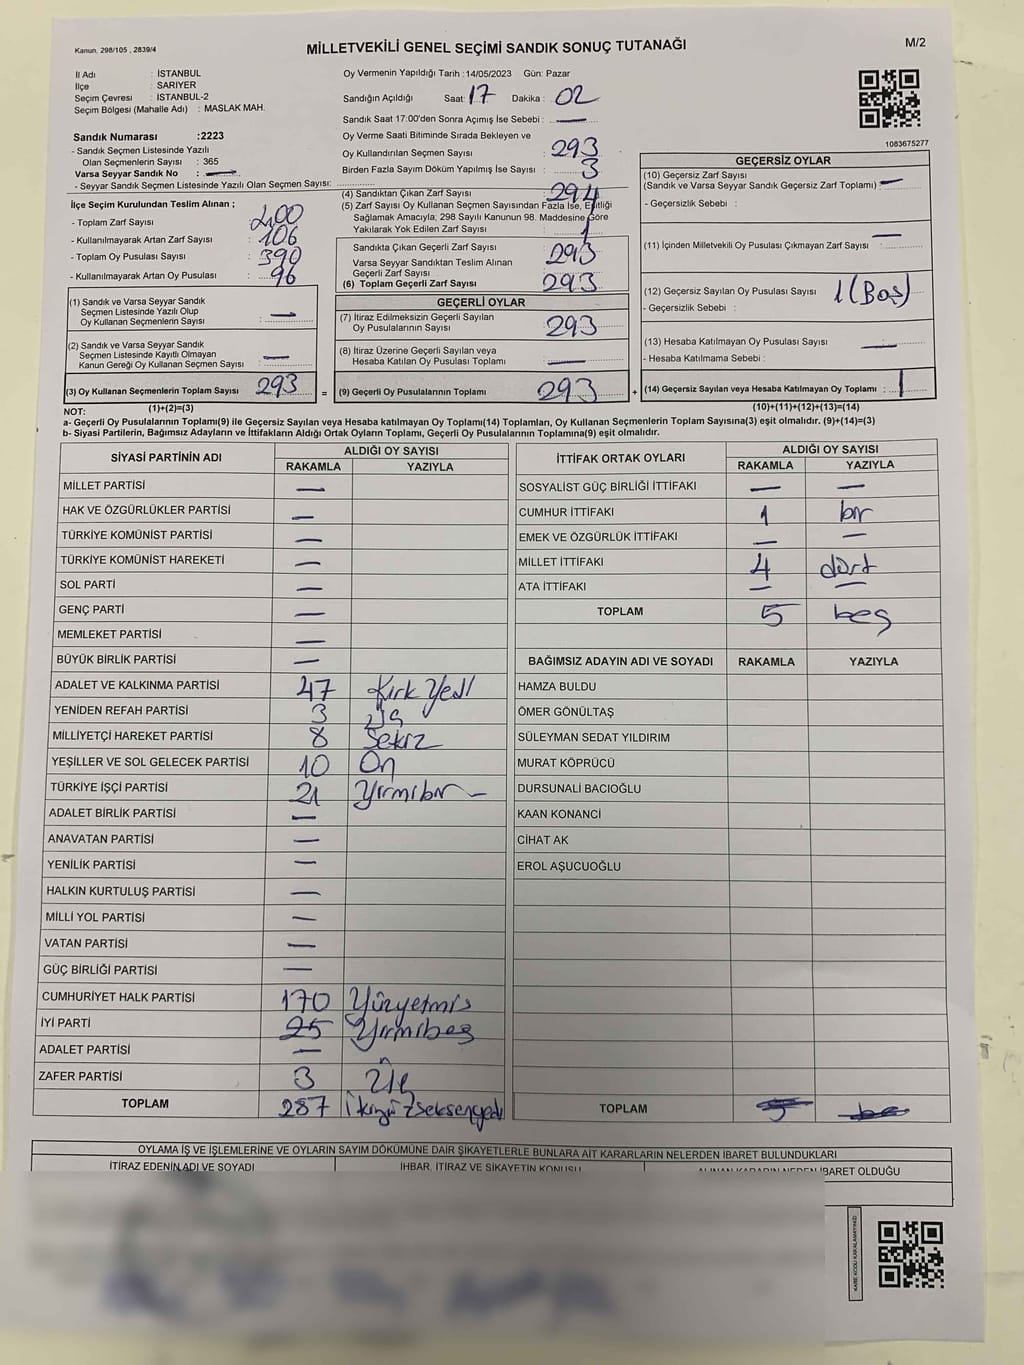 Kanun, 298/105 , 2839/4
MİLLETVEKİLİ GENEL SEÇİMİ SANDIK SONUÇ TUTANAĞI
M/2
İl Adı : İSTANBUL
İlçe : SARIYER
Seçim Çevresi : İSTANBUL-2
Seçim Bölgesi (Mahalle Adı) : MASLAK MAH.
Sandık Numarası :2223
- Sandık Seçmen Listesinde Yazılı
Olan Seçmenlerin Sayısı : 365
Varsa Seyyar Sandık No : —
- Seyyar Sandık Seçmen Listesinde Yazılı Olan Seçmen Sayısı:
İlçe Seçim Kurulundan Teslim Alınan ;
- Toplam Zarf Sayısı : 400
- Kullanılmayarak Artan Zarf Sayısı : 106
- Toplam Oy Pusulası Sayısı : 390
- Kullanılmayarak Artan Oy Pusulası : 96
(1) Sandık ve Varsa Seyyar Sandık
Seçmen Listesinde Yazılı Olup
Oy Kullanan Seçmenlerin Sayısı : —
(2) Sandık ve Varsa Seyyar Sandık
Seçmen Listesinde Kayıtlı Olmayan
Kanun Gereği Oy Kullanan Seçmen Sayısı : —
(3) Oy Kullanan Seçmenlerin Toplam Sayısı 293
Oy Vermenin Yapıldığı Tarih : 14/05/2023 Gün: Pazar
Sandığın Açıldığı Saat: 17 Dakika : 02
Sandık Saat 17:00'den Sonra Açılmış İse Sebebi : —
Oy Verme Saati Bitiminde Sırada Bekleyen ve
Oy Kullandırılan Seçmen Sayısı : 293
Birden Fazla Sayım Döküm Yapılmış İse Sayısı : 3
(4) Sandıktan Çıkan Zarf Sayısı : 294
(5) Zarf Sayısı Oy Kullanan Seçmen Sayısından Fazla İse, Eşitliği
Sağlamak Amacıyla; 298 Sayılı Kanunun 98. Maddesine Göre
Yakılarak Yok Edilen Zarf Sayısı : 1
Sandıkta Çıkan Geçerli Zarf Sayısı : 293
Varsa Seyyar Sandıktan Teslim Alınan
Geçerli Zarf Sayısı
(6) Toplam Geçerli Zarf Sayısı : 293
GEÇERLİ OYLAR
(7) İtiraz Edilmeksizin Geçerli Sayılan
Oy Pusulalarının Sayısı : 293
(8) İtiraz Üzerine Geçerli Sayılan veya
Hesaba Katılan Oy Pusulası Toplamı : —
= (9) Geçerli Oy Pusulalarının Toplamı : 293
1083675277
GEÇERSİZ OYLAR
(10) Geçersiz Zarf Sayısı
(Sandık ve Varsa Seyyar Sandık Geçersiz Zarf Toplamı) : —
- Geçersizlik Sebebi :
(11) İçinden Milletvekili Oy Pusulası Çıkmayan Zarf Sayısı : —
(12) Geçersiz Sayılan Oy Pusulası Sayısı : 1 (Boş)
- Geçersizlik Sebebi :
(13) Hesaba Katılmayan Oy Pusulası Sayısı : —
- Hesaba Katılmama Sebebi :
+ (14) Geçersiz Sayılan veya Hesaba Katılmayan Oy Toplamı : 1
NOT: (1)+(2)=(3)
(10)+(11)+(12)+(13)=(14)
a- Geçerli Oy Pusulalarının Toplamı(9) ile Geçersiz Sayılan veya Hesaba Katılmayan Oy Toplamı(14) Toplamları, Oy Kullanan Seçmenlerin Toplam Sayısına(3) eşit olmalıdır. (9)+(14)=(3)
b- Siyasi Partilerin, Bağımsız Adayların ve İttifakların Aldığı Ortak Oyların Toplamı, Geçerli Oy Pusulalarının Toplamına(9) eşit olmalıdır.
SİYASİ PARTİNİN ADI ALDIĞI OY SAYISI
RAKAMLA YAZIYLA
MİLLET PARTİSİ —
HAK VE ÖZGÜRLÜKLER PARTİSİ —
TÜRKİYE KOMÜNİST PARTİSİ —
TÜRKİYE KOMÜNİST HAREKETİ —
SOL PARTİ —
GENÇ PARTİ —
MEMLEKET PARTİSİ —
BÜYÜK BİRLİK PARTİSİ —
ADALET VE KALKINMA PARTİSİ 47 Kırk Yedi
YENİDEN REFAH PARTİSİ 3 Üç
MİLLİYETÇİ HAREKET PARTİSİ 8 Sekiz
YEŞİLLER VE SOL GELECEK PARTİSİ 10 On
TÜRKİYE İŞÇİ PARTİSİ 21 Yirmibir —
ADALET BİRLİK PARTİSİ —
ANAVATAN PARTİSİ —
YENİLİK PARTİSİ —
HALKIN KURTULUŞ PARTİSİ —
MİLLİ YOL PARTİSİ —
VATAN PARTİSİ —
GÜÇ BİRLİĞİ PARTİSİ —
CUMHURİYET HALK PARTİSİ 170 Yüzyetmiş
İYİ PARTİ 25 Yirmibeş
ADALET PARTİSİ —
ZAFER PARTİSİ 3 Üç
TOPLAM 287 İkiyüzseksenyedi
İTTİFAK ORTAK OYLARI ALDIĞI OY SAYISI
RAKAMLA YAZIYLA
SOSYALİST GÜÇ BİRLİĞİ İTTİFAKI — —
CUMHUR İTTİFAKI 1 bir
EMEK VE ÖZGÜRLÜK İTTİFAKI — —
MİLLET İTTİFAKI 4 dört
ATA İTTİFAKI — —
TOPLAM 5 beş
BAĞIMSIZ ADAYIN ADI VE SOYADI RAKAMLA YAZIYLA
HAMZA BULDU
ÖMER GÖNÜLTAŞ
SÜLEYMAN SEDAT YILDIRIM
MURAT KÖPRÜCÜ
DURSUNALİ BACIOĞLU
KAAN KONANCİ
CİHAT AK
EROL AŞUCUOĞLU
TOPLAM
OYLAMA İŞ VE İŞLEMLERİNE VE OYLARIN SAYIM DÖKÜMÜNE DAİR ŞİKAYETLERLE BUNLARA AİT KARARLARIN NELERDEN İBARET BULUNDUKLARI
İTİRAZ EDENİN ADI VE SOYADI İHBAR, İTİRAZ VE ŞİKAYETİN KONUSU ALINAN KARARIN NEDEN İBARET OLDUĞU